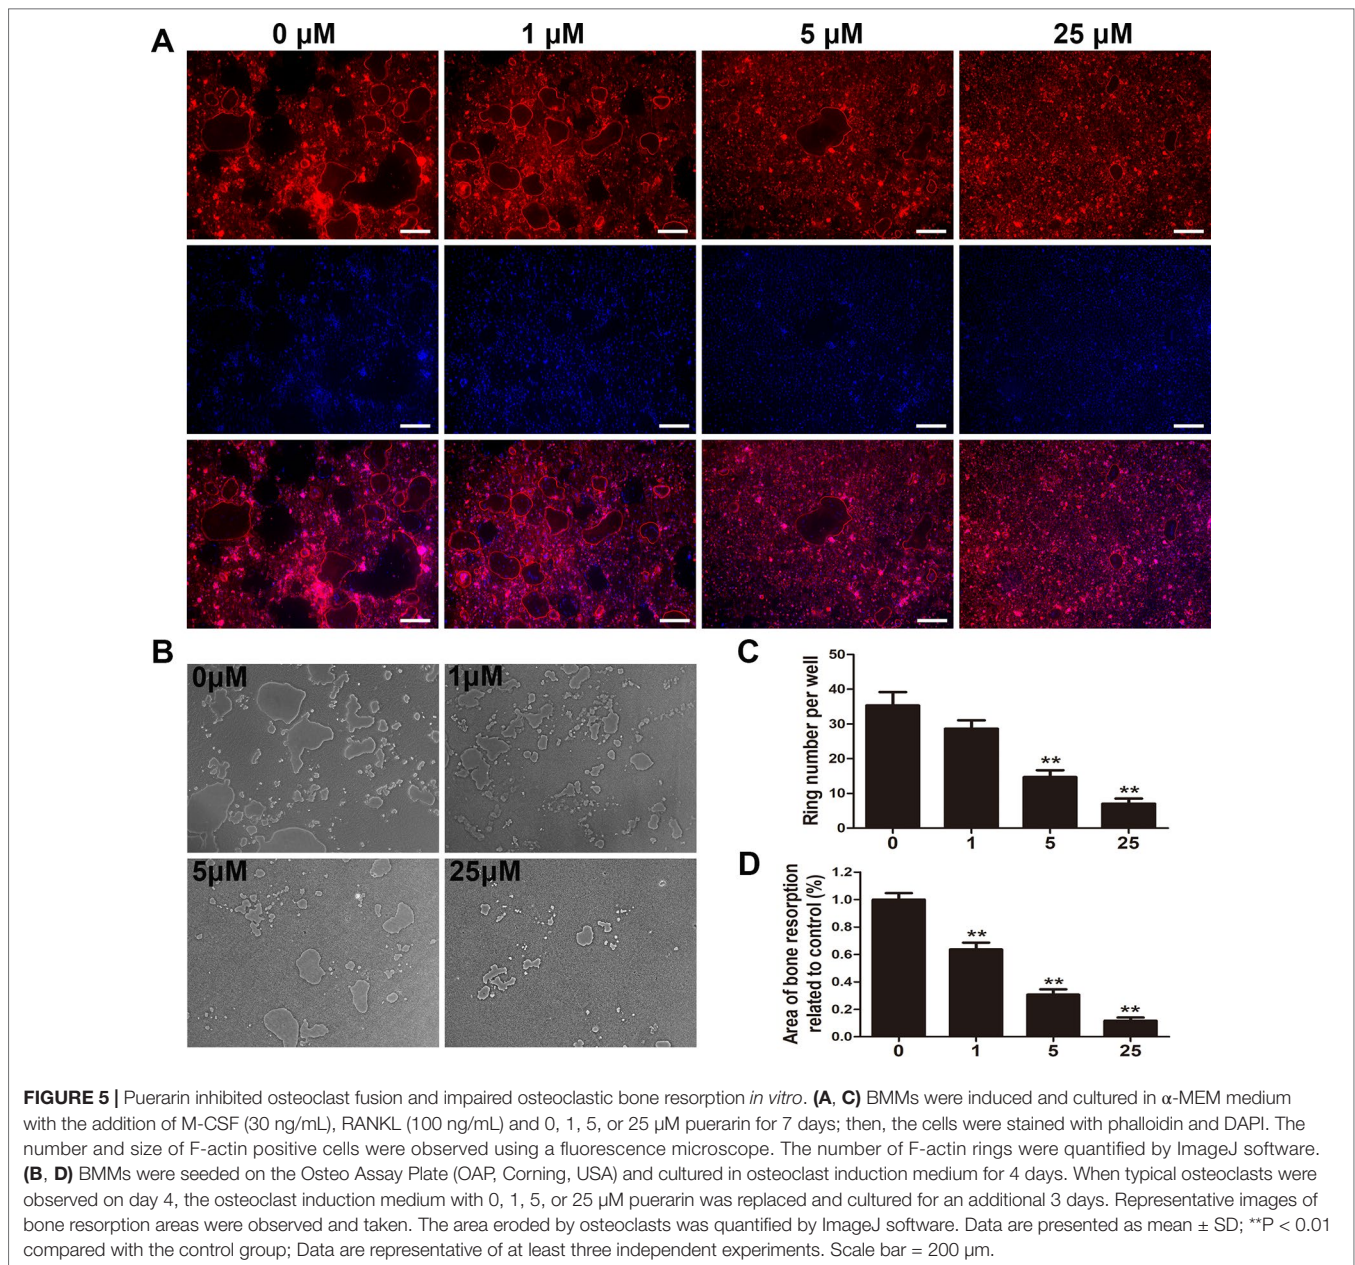 A
0 µM
1 µM
5 µM
25 µM
B
0µM
1µM
5µM
25µM
C
Ring number per well
50
40
30
20
10
0
**
**
0
1
5
25
D
Area of bone resorption
related to control (%)
1.2
1.0
0.8
0.6
0.4
0.2
0.0
**
**
**
0
1
5
25
FIGURE 5 | Puerarin inhibited osteoclast fusion and impaired osteoclastic bone resorption in vitro. (A, C) BMMs were induced and cultured in α-MEM medium
with the addition of M-CSF (30 ng/mL), RANKL (100 ng/mL) and 0, 1, 5, or 25 µM puerarin for 7 days; then, the cells were stained with phalloidin and DAPI. The
number and size of F-actin positive cells were observed using a fluorescence microscope. The number of F-actin rings were quantified by ImageJ software.
(B, D) BMMs were seeded on the Osteo Assay Plate (OAP, Corning, USA) and cultured in osteoclast induction medium for 4 days. When typical osteoclasts were
observed on day 4, the osteoclast induction medium with 0, 1, 5, or 25 µM puerarin was replaced and cultured for an additional 3 days. Representative images of
bone resorption areas were observed and taken. The area eroded by osteoclasts was quantified by ImageJ software. Data are presented as mean ± SD; **P < 0.01
compared with the control group; Data are representative of at least three independent experiments. Scale bar = 200 µm.